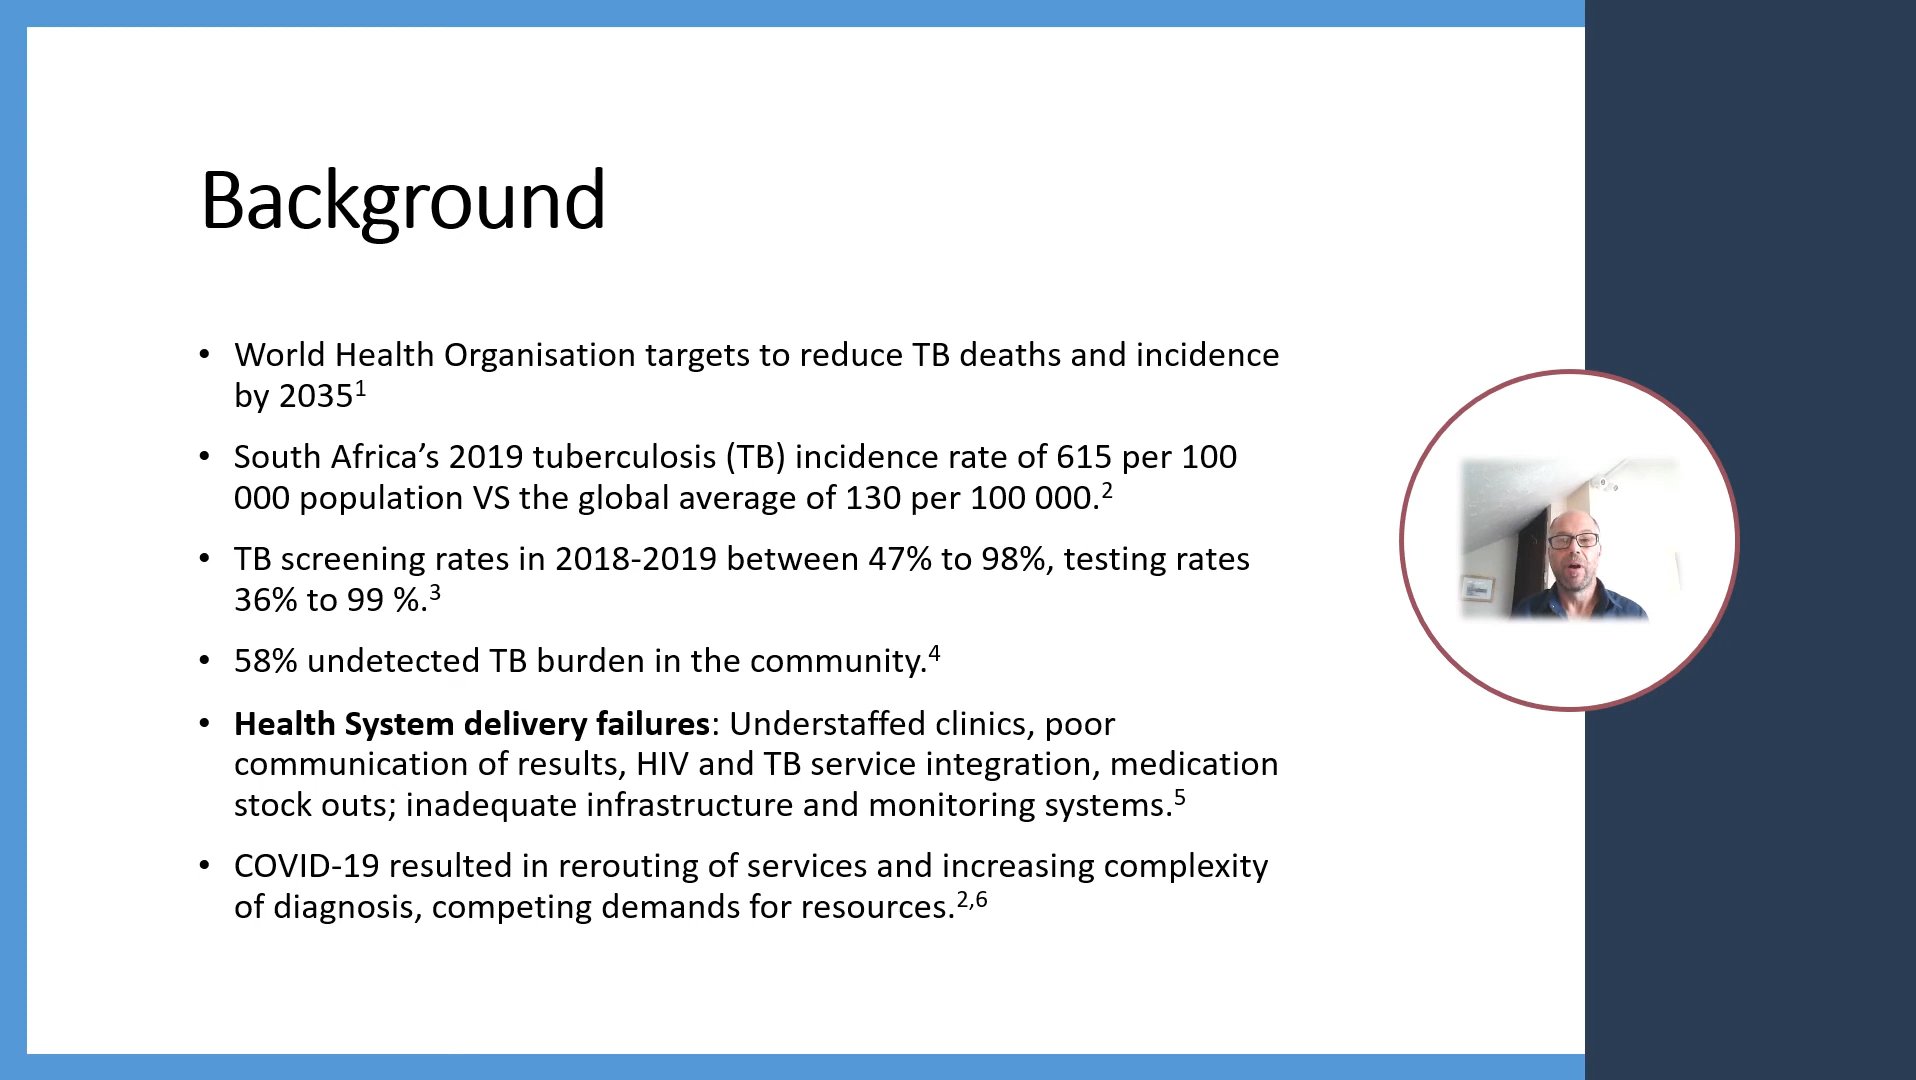 Background
• World Health Organisation targets to reduce TB deaths and incidence
by 2035¹
• South Africa’s 2019 tuberculosis (TB) incidence rate of 615 per 100
000 population VS the global average of 130 per 100 000.²
• TB screening rates in 2018-2019 between 47% to 98%, testing rates
36% to 99 %.³
• 58% undetected TB burden in the community.⁴
• Health System delivery failures: Understaffed clinics, poor
communication of results, HIV and TB service integration, medication
stock outs; inadequate infrastructure and monitoring systems.⁵
• COVID-19 resulted in rerouting of services and increasing complexity
of diagnosis, competing demands for resources.²,⁶